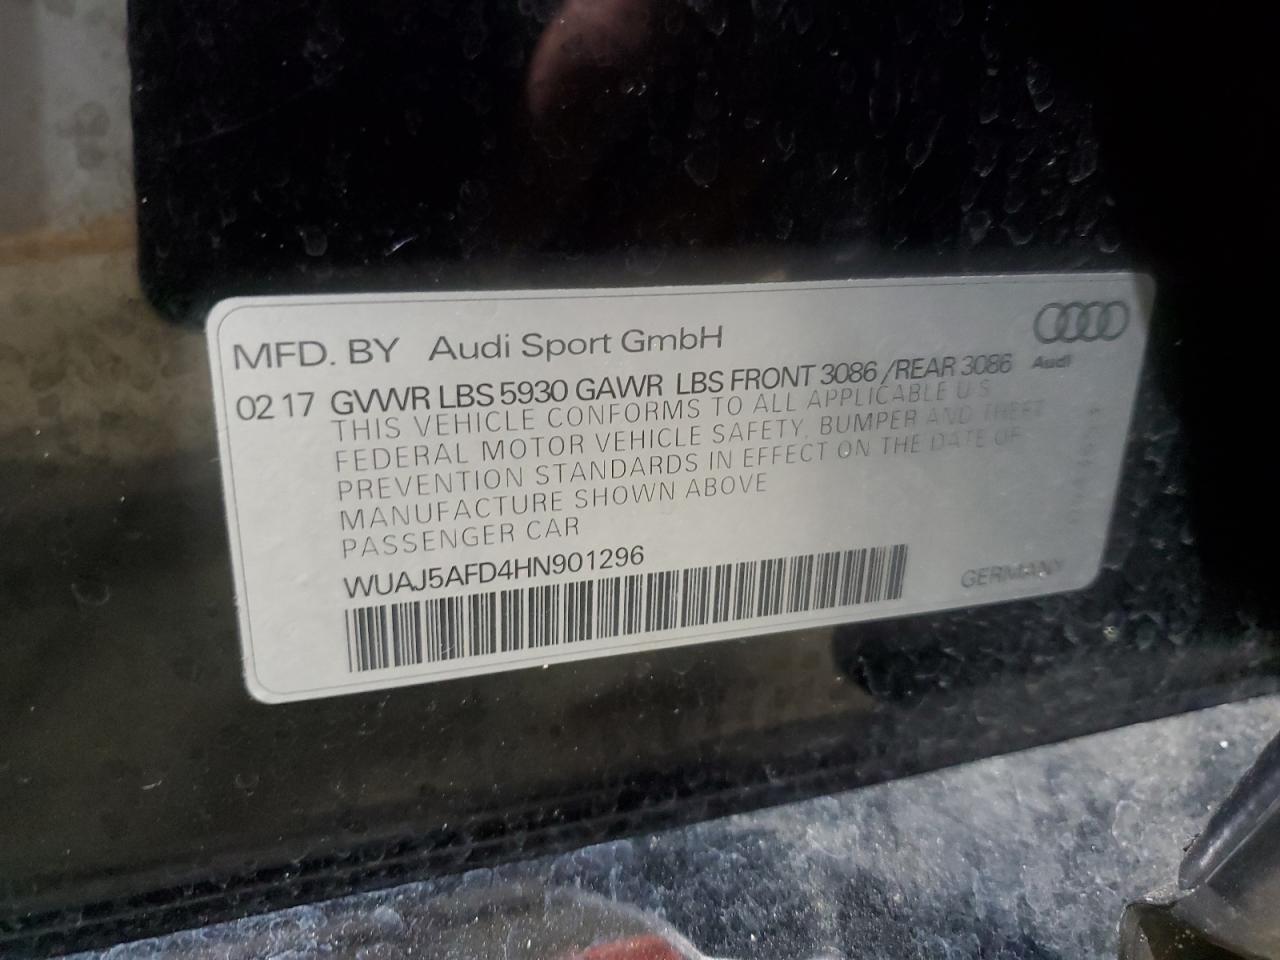 MFD. BY Audi Sport GmbH
Audi
02 17 GVWR LBS 5930 GAWR LBS FRONT 3086 /REAR 3086
THIS VEHICLE CONFORMS TO ALL APPLICABLE U S
FEDERAL MOTOR VEHICLE SAFETY, BUMPER AND THEFT
PREVENTION STANDARDS IN EFFECT ON THE DATE OF
MANUFACTURE SHOWN ABOVE
PASSENGER CAR
WUAJ5AFD4HN901296
GERMANY